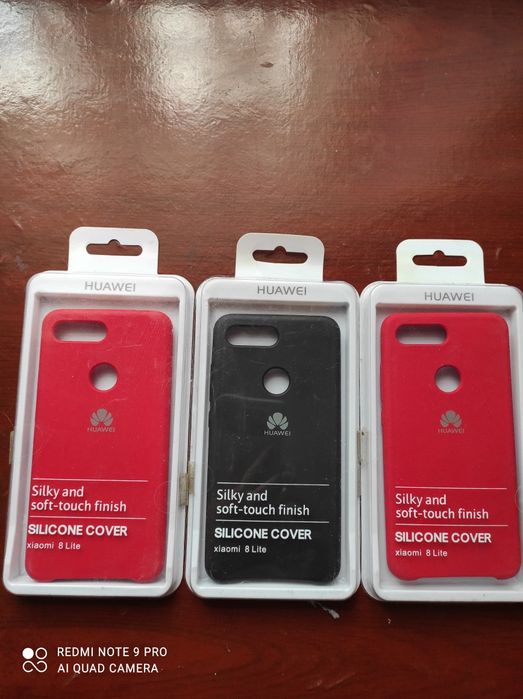 HUAWEI
HUAWEI
Silky and
soft-touch finish
SILICONE COVER
xiaomi 8 Lite
HUAWEI
HUAWEI
Silky and
soft-touch finish
SILICONE COVER
xiaomi 8 Lite
HUAWEI
HUAWEI
Silky and
soft-touch finish
SILICONE COVER
xiaomi 8 Lite
REDMI NOTE 9 PRO
AI QUAD CAMERA